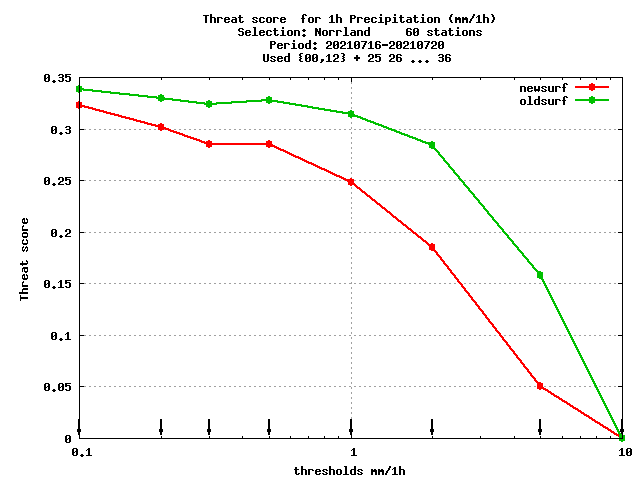 Threat score  for 1h Precipitation (mm/1h)
Selection: Norrland     60 stations
Period: 20210716-20210720
Used {00,12} + 25 26 ... 36
newsurf
oldsurf
0.35
0.3
0.25
0.2
0.15
0.1
0.05
0
Threat score
0.1
1
10
thresholds mm/1h